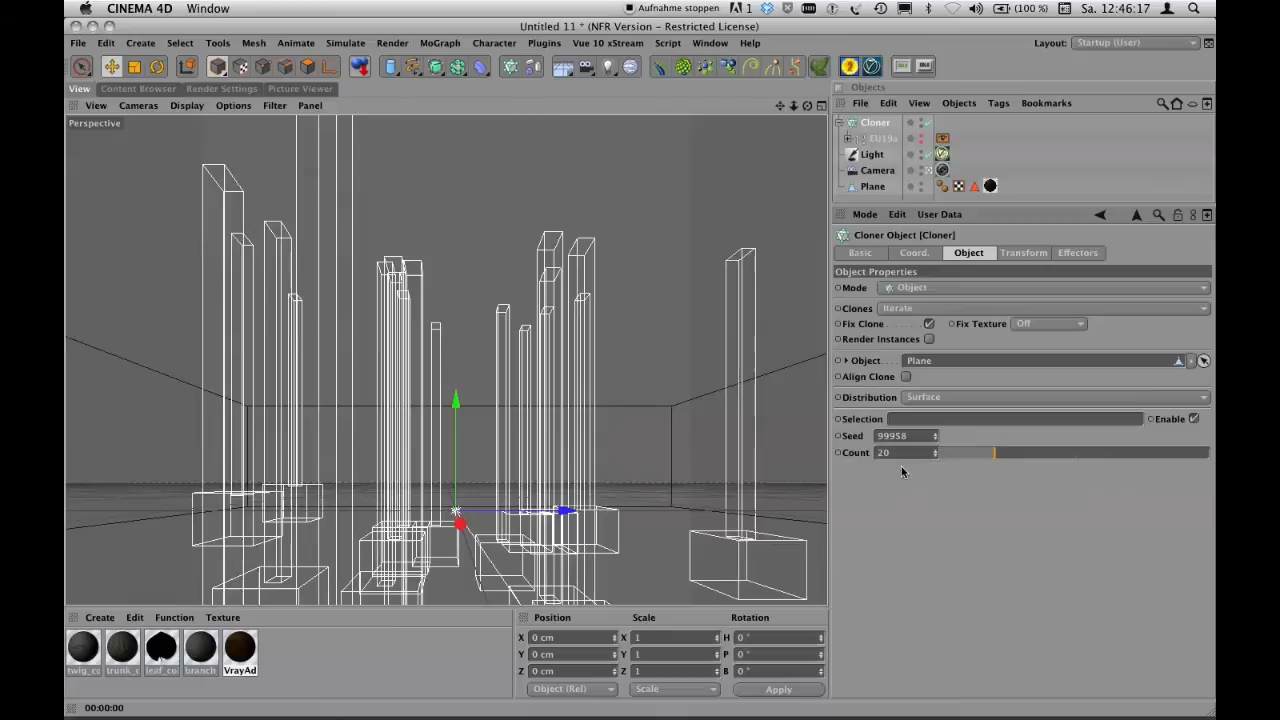 CINEMA 4D Window Aufnahme stoppen 1 (100 %) Sa. 12:46:17
Untitled 11 * (NFR Version - Restricted License)
File Edit Create Select Tools Mesh Animate Simulate Render MoGraph Character Plugins Vue 10 xStream Script Window Help Layout: Startup (User)
View Content Browser Render Settings Picture Viewer
View Cameras Display Options Filter Panel
Perspective
Objects
File Edit View Objects Tags Bookmarks
Cloner
EU19a
Light
Camera
Plane
Mode Edit User Data
Cloner Object [Cloner]
Basic Coord. Object Transform Effectors
Object Properties
Mode Object
Clones Iterate
Fix Clone Fix Texture Off
Render Instances
Object Plane
Align Clone
Distribution Surface
Selection Enable
Seed 99958
Count 20
Create Edit Function Texture
twig_co trunk_c leaf_co branch_ VrayAd
Position Scale Rotation
X 0 cm X 1 H 0 °
Y 0 cm Y 1 P 0 °
Z 0 cm Z 1 B 0 °
Object (Rel) Scale Apply
00:00:00